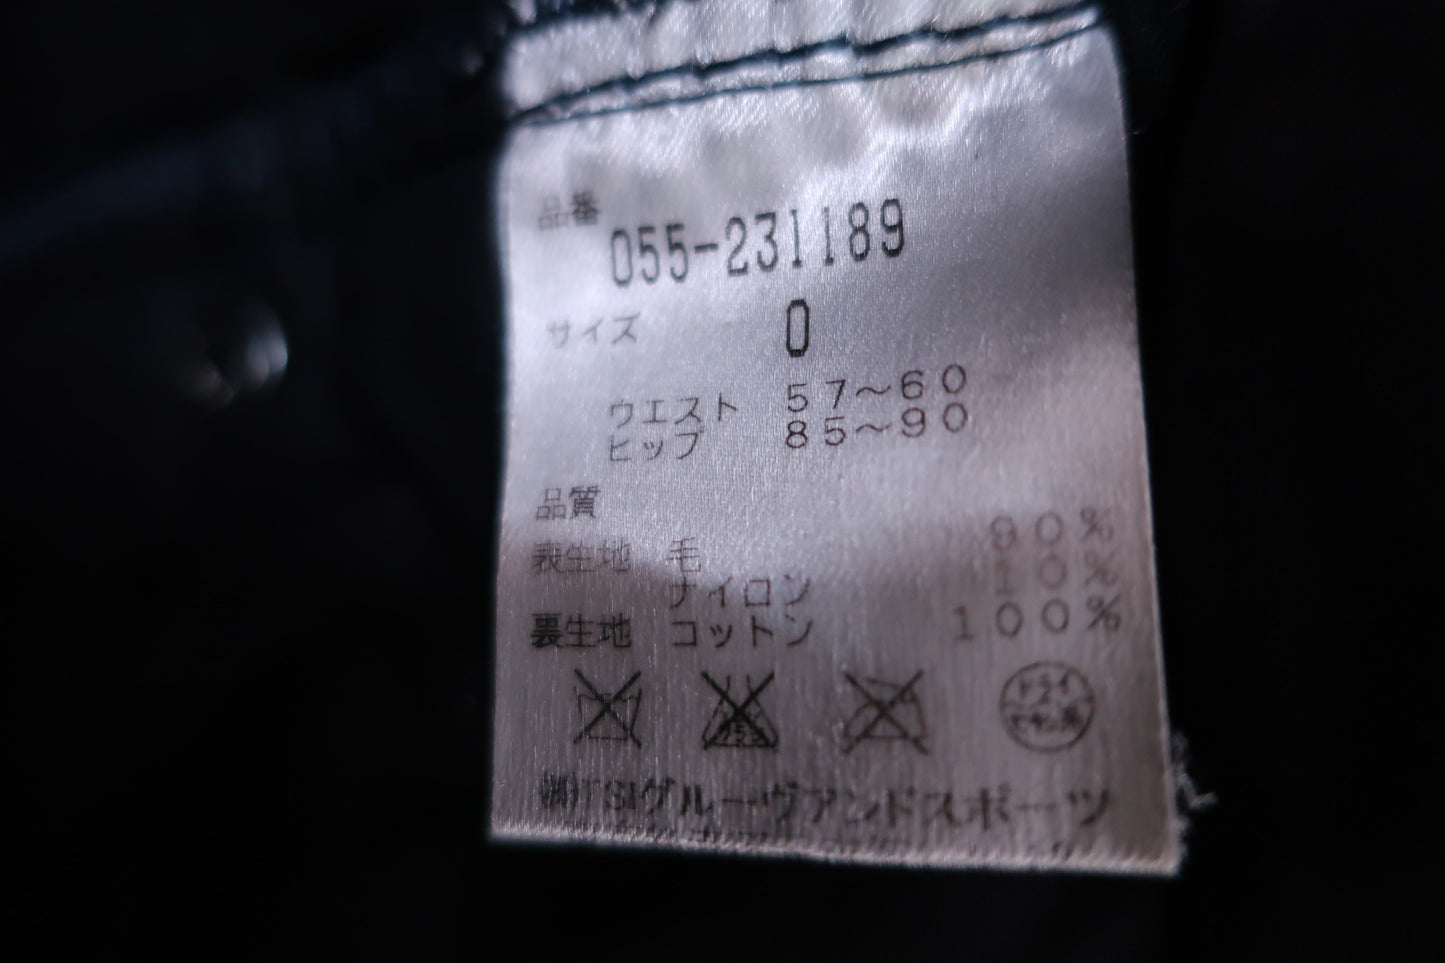 品番 055-231189
サイズ 0
ウエスト 57～60
ヒップ 85～90
品質
表生地 毛 90%
ナイロン 10%
裏生地 コットン 100%
エンソ
ドライ
㈱TSIグルーヴアンドスポーツ